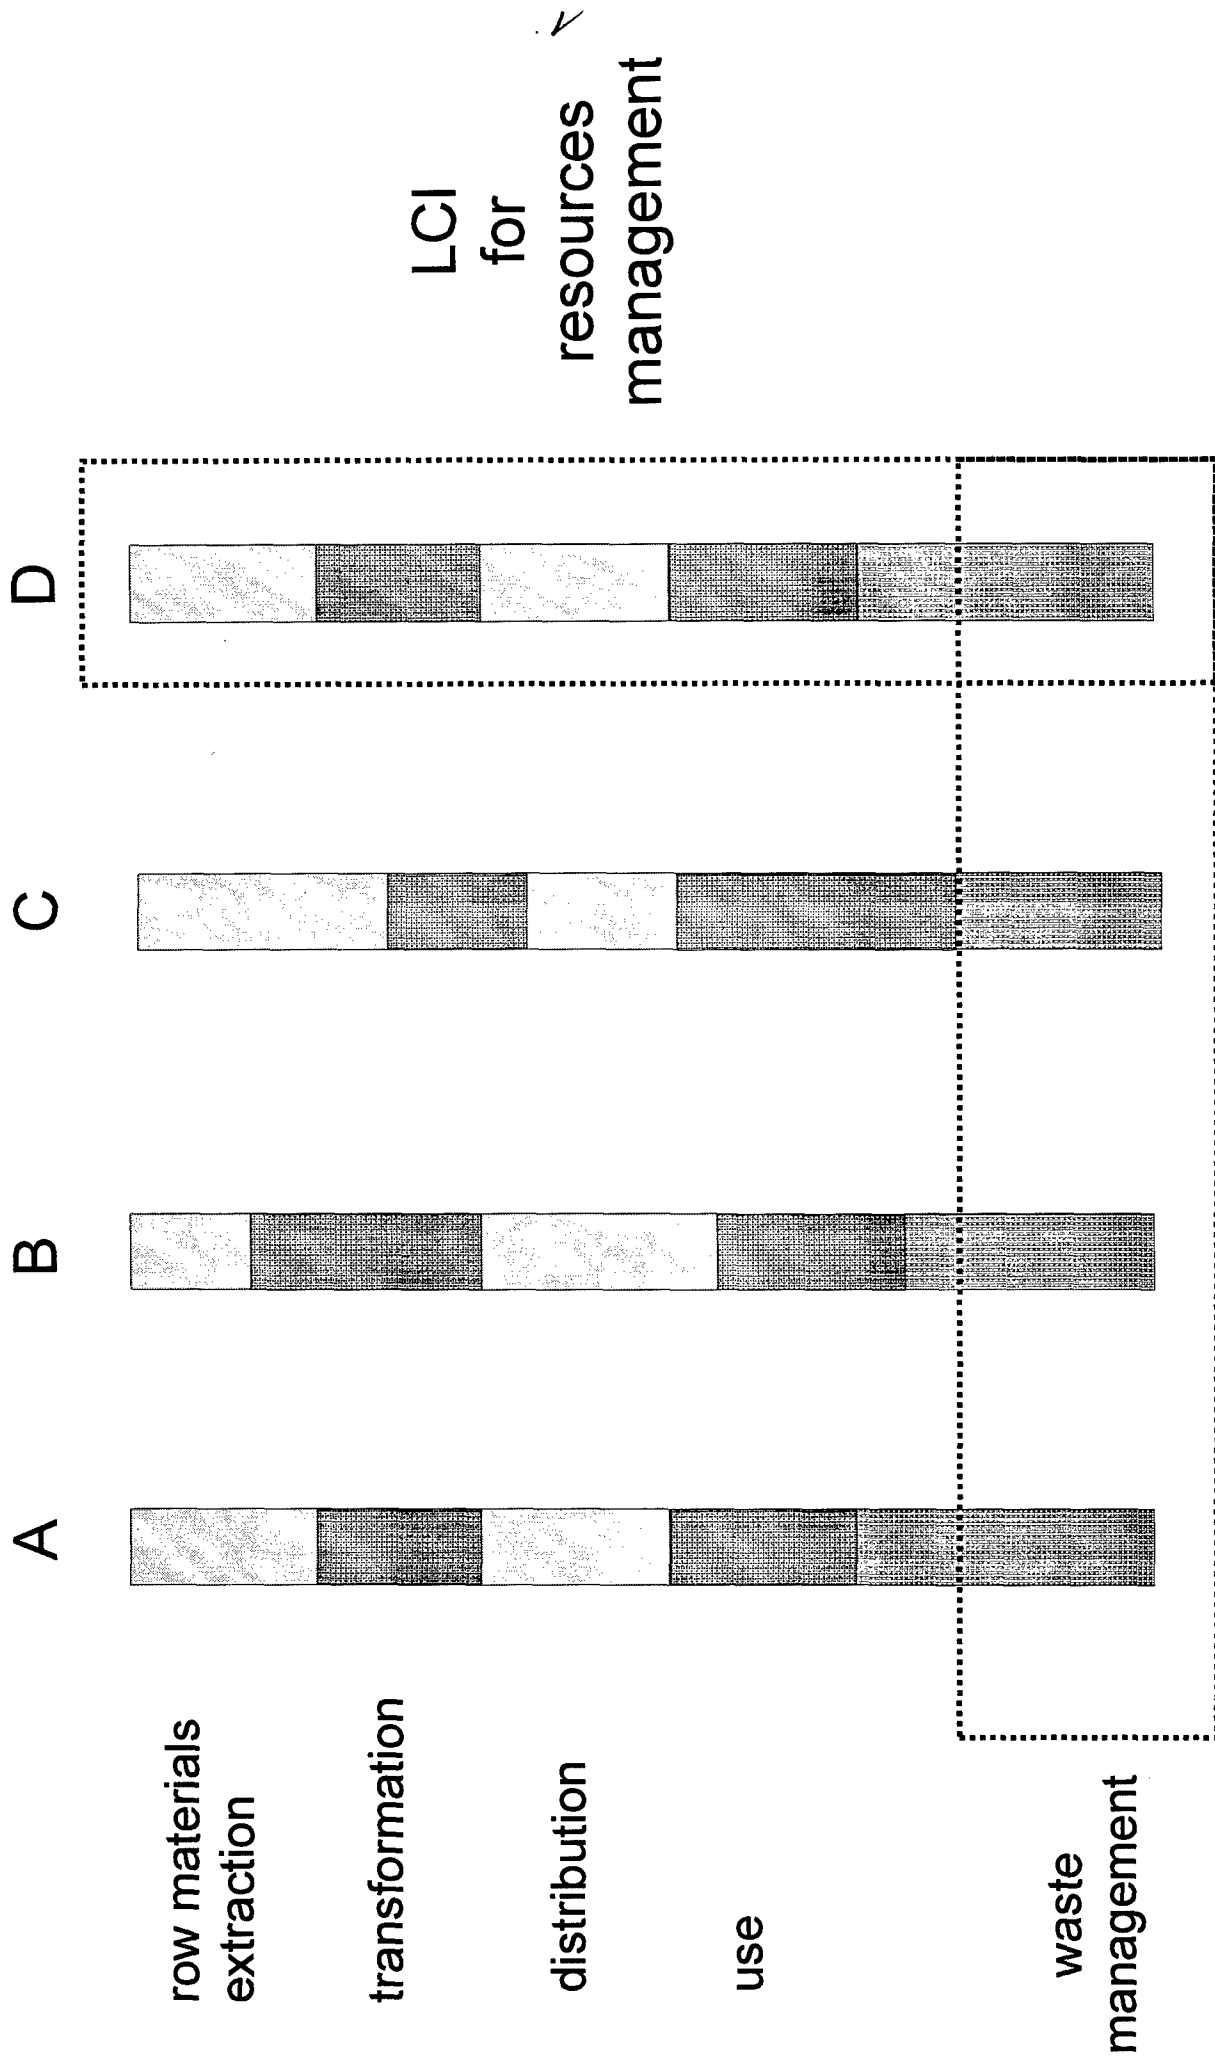 A
B
C
D
row materials
extraction
transformation
distribution
use
waste
management
LCI
for
resources
management